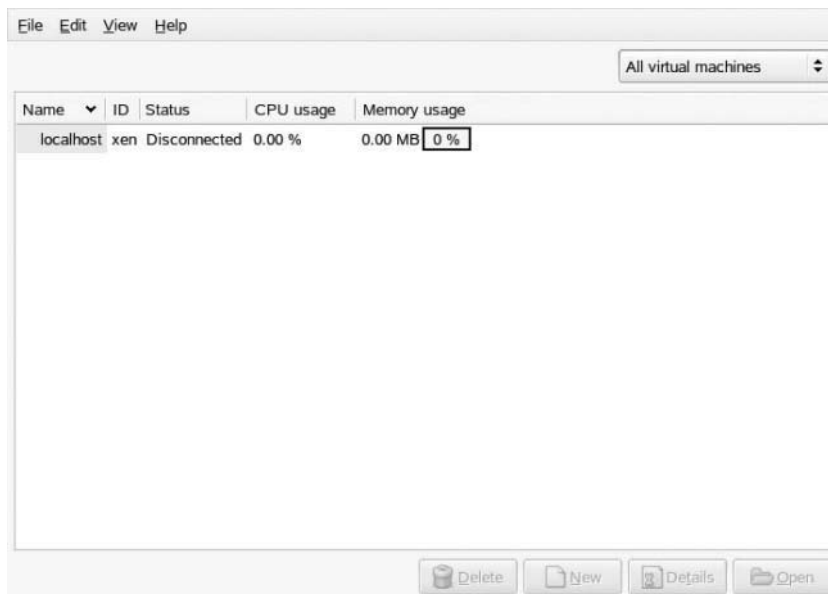 File Edit View Help
All virtual machines
Name ID Status CPU usage Memory usage
localhost xen Disconnected 0.00 % 0.00 MB 0 %
Delete New Details Open